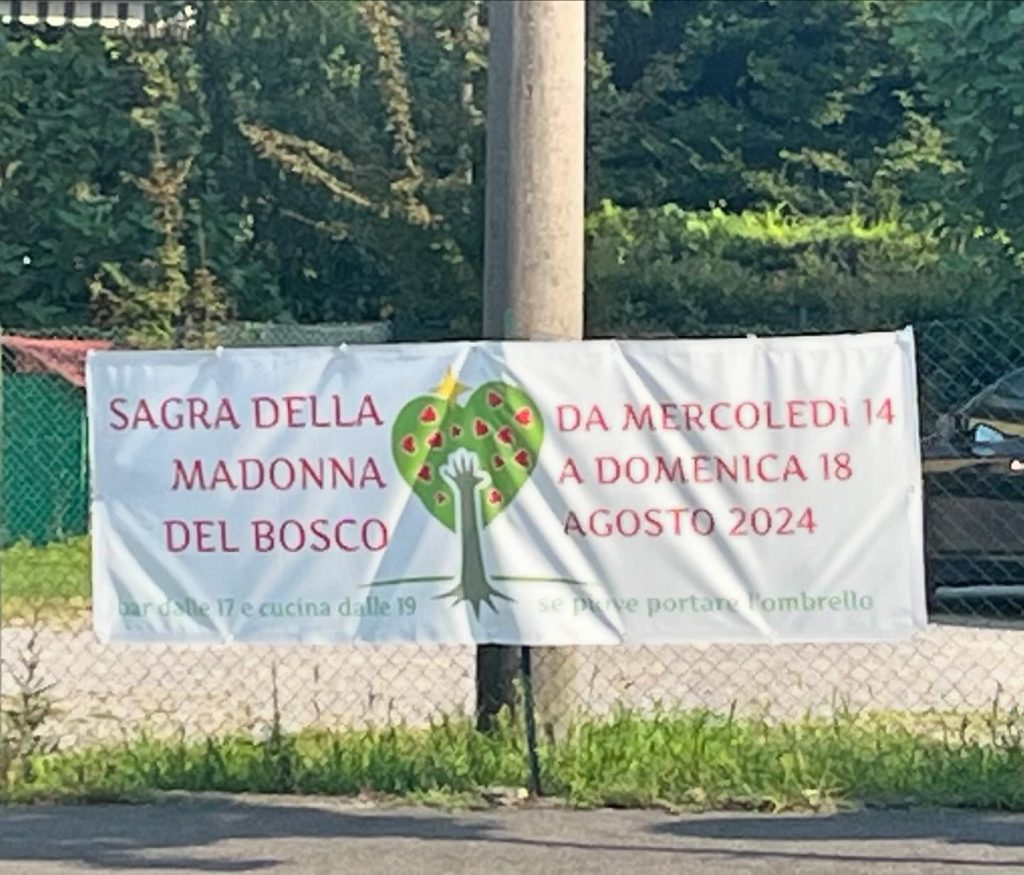 SAGRA DELLA
MADONNA
DEL BOSCO
DA MERCOLEDì 14
A DOMENICA 18
AGOSTO 2024
bar dalle 17 e cucina dalle 19
se piove portare l'ombrello